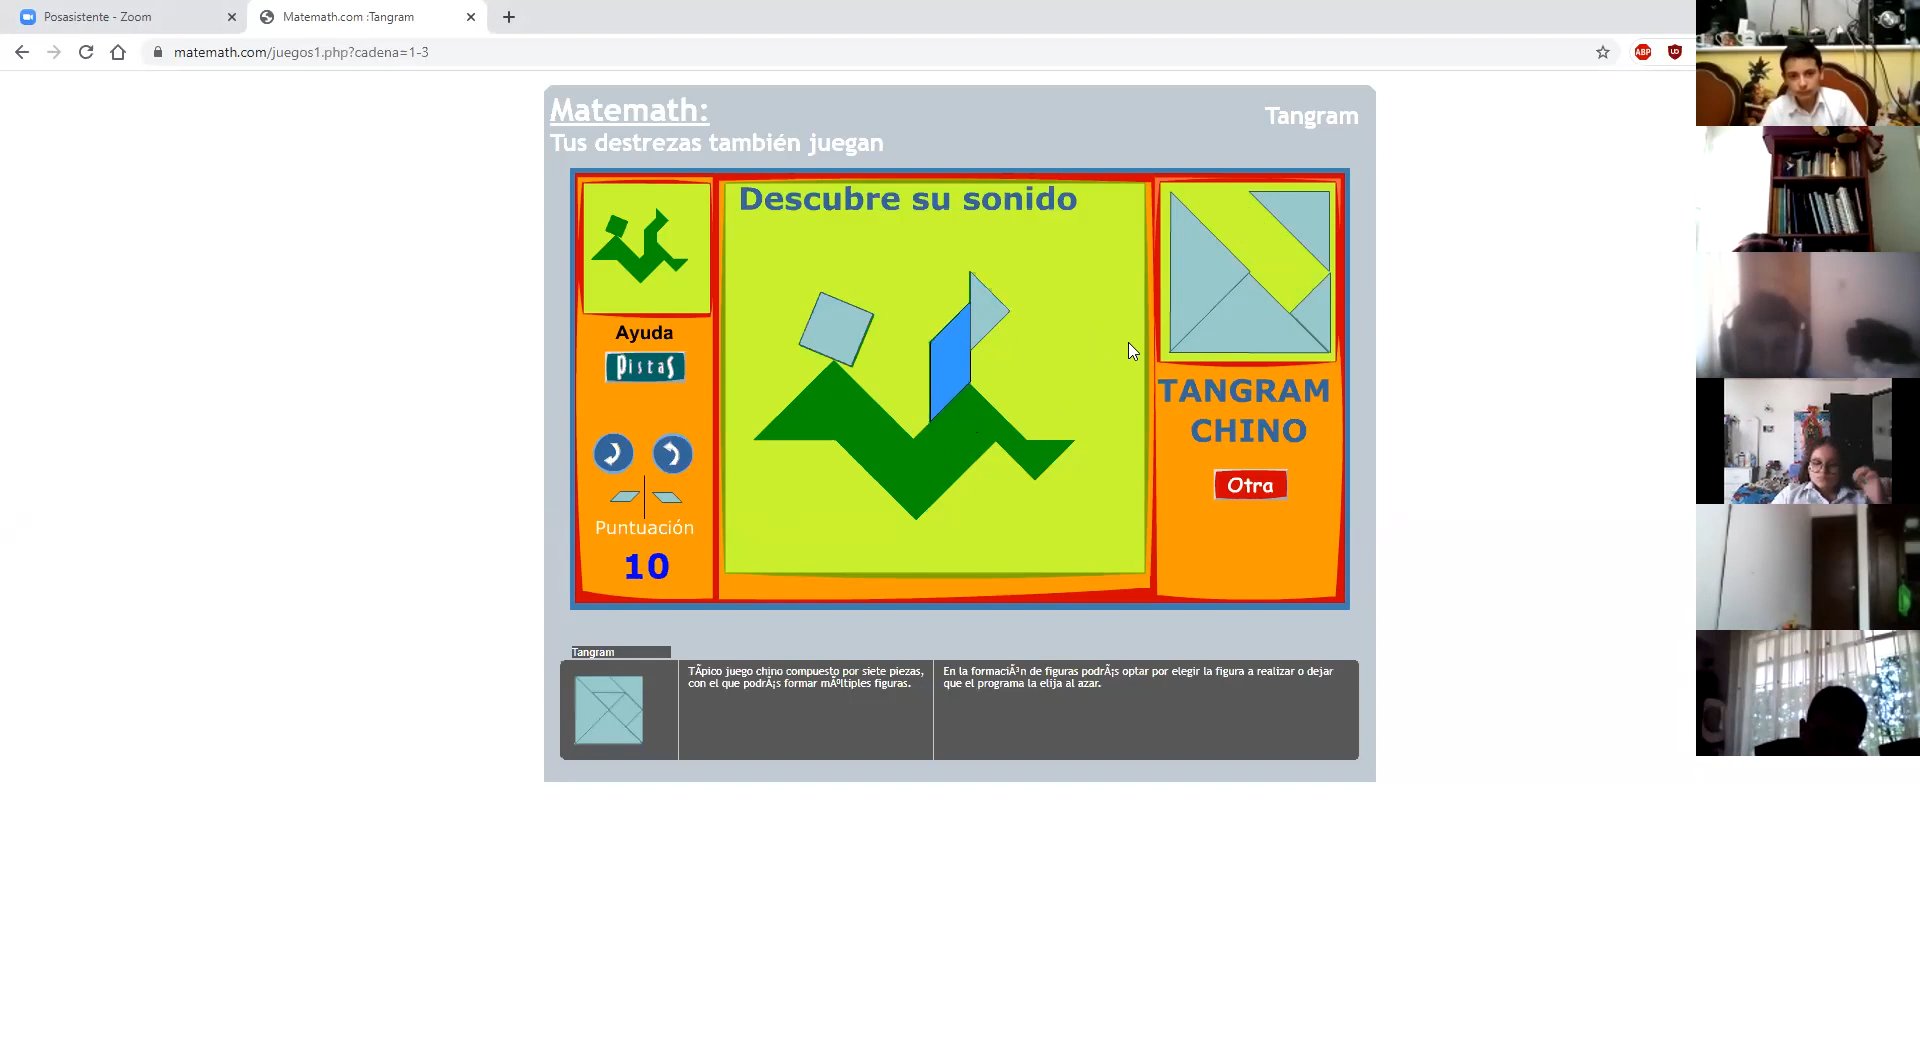 Posasistente - Zoom
Matemath.com :Tangram
matemath.com/juegos1.php?cadena=1-3
ABP
Matemath:
Tangram
Tus destrezas también juegan
Descubre su sonido
Ayuda
Pistas
Puntuación
10
TANGRAM
CHINO
Otra
Tangram
TÃpico juego chino compuesto por siete piezas,
con el que podrÃ¡s formar mÃºltiples figuras.
En la formaciÃ³n de figuras podrÃ¡s optar por elegir la figura a realizar o dejar
que el programa la elija al azar.